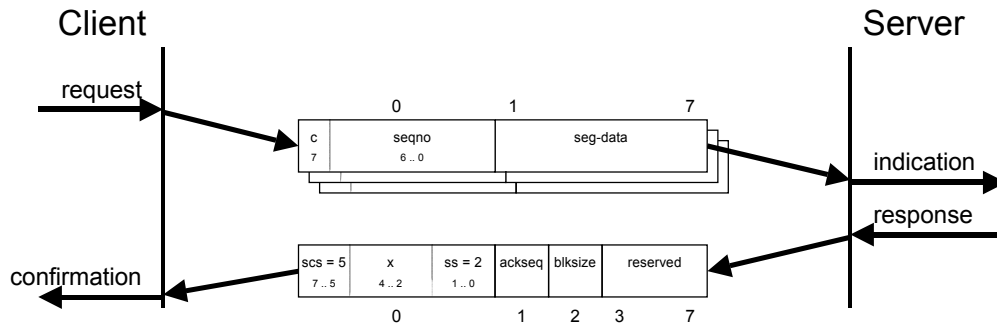 Client Server
request
0 1 7
c seqno seg-data
7 6 .. 0
indication
response
scs = 5 x ss = 2 ackseq blksize reserved
7 .. 5 4 .. 2 1 .. 0
confirmation
0 1 2 3 7